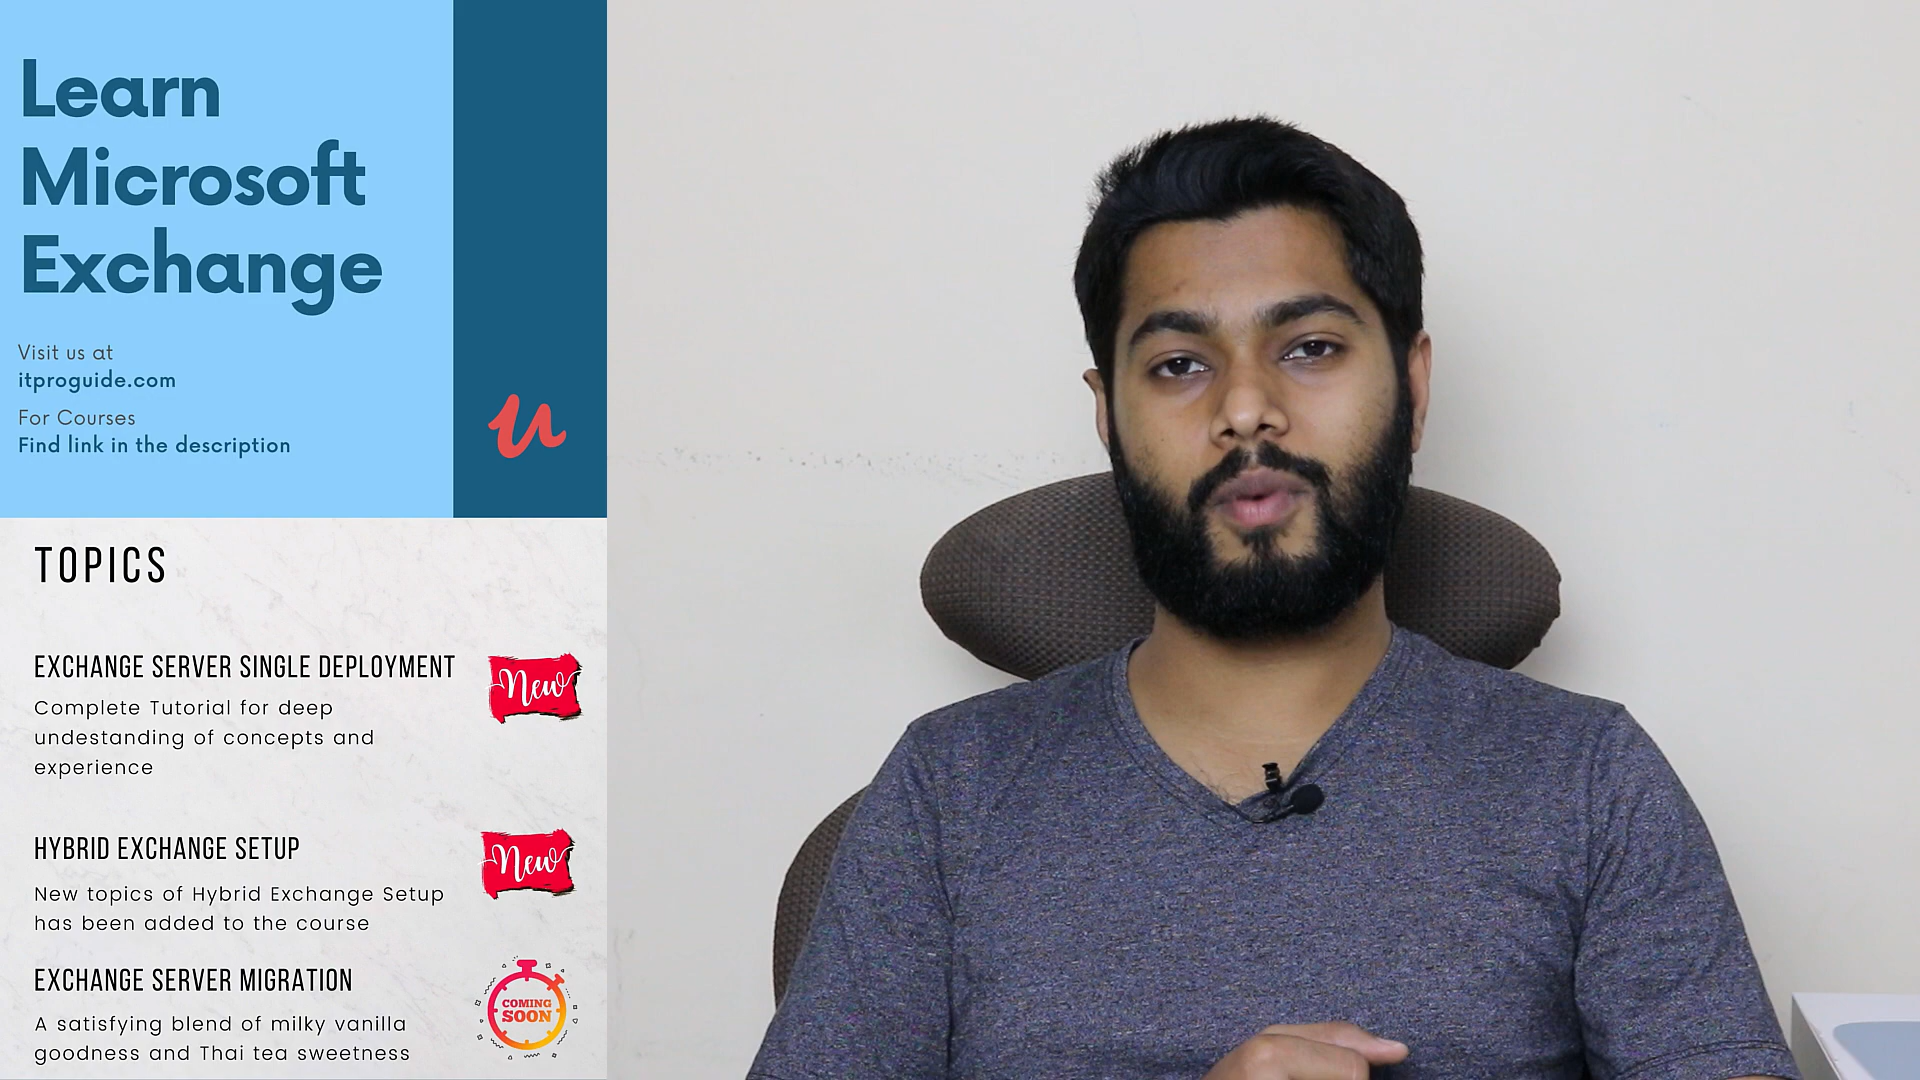 Learn
Microsoft
Exchange
Visit us at
itproguide.com
For Courses
Find link in the description
TOPICS
EXCHANGE SERVER SINGLE DEPLOYMENT
New
Complete Tutorial for deep
undestanding of concepts and
experience
HYBRID EXCHANGE SETUP
New
New topics of Hybrid Exchange Setup
has been added to the course
EXCHANGE SERVER MIGRATION
COMING
SOON
A satisfying blend of milky vanilla
goodness and Thai tea sweetness